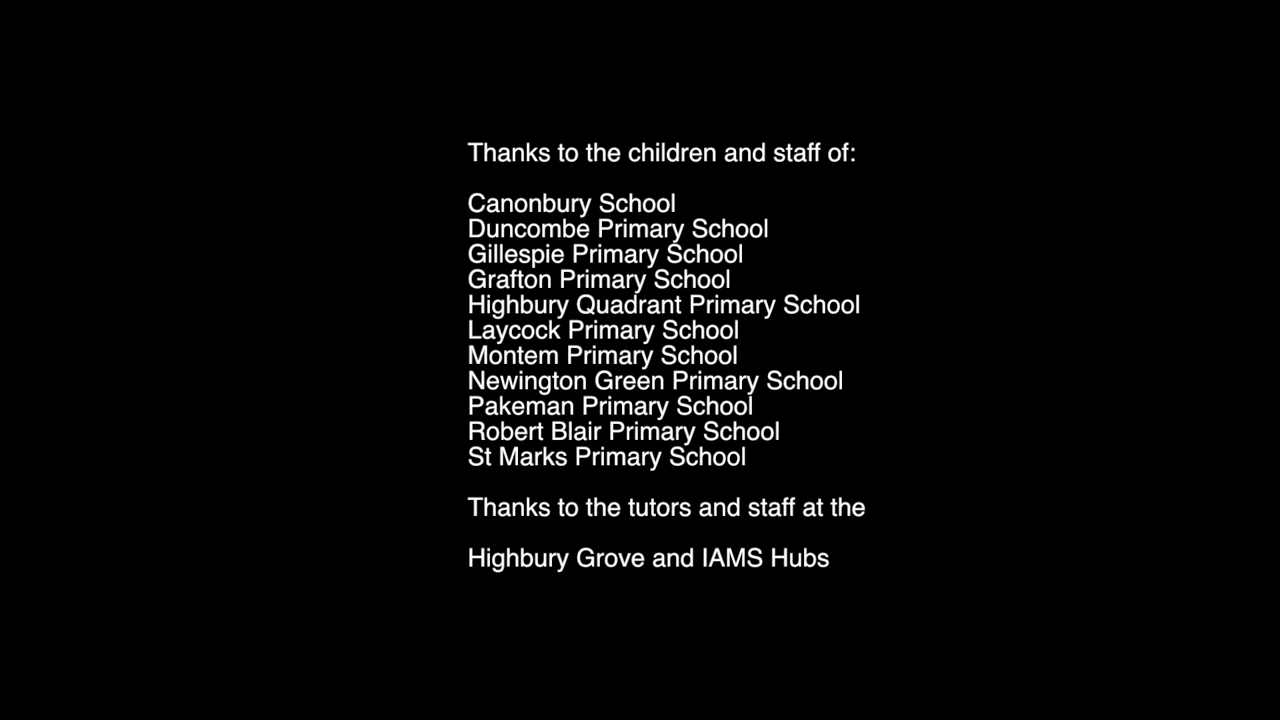 Thanks to the children and staff of:
Canonbury School
Duncombe Primary School
Gillespie Primary School
Grafton Primary School
Highbury Quadrant Primary School
Laycock Primary School
Montem Primary School
Newington Green Primary School
Pakeman Primary School
Robert Blair Primary School
St Marks Primary School
Thanks to the tutors and staff at the
Highbury Grove and IAMS Hubs